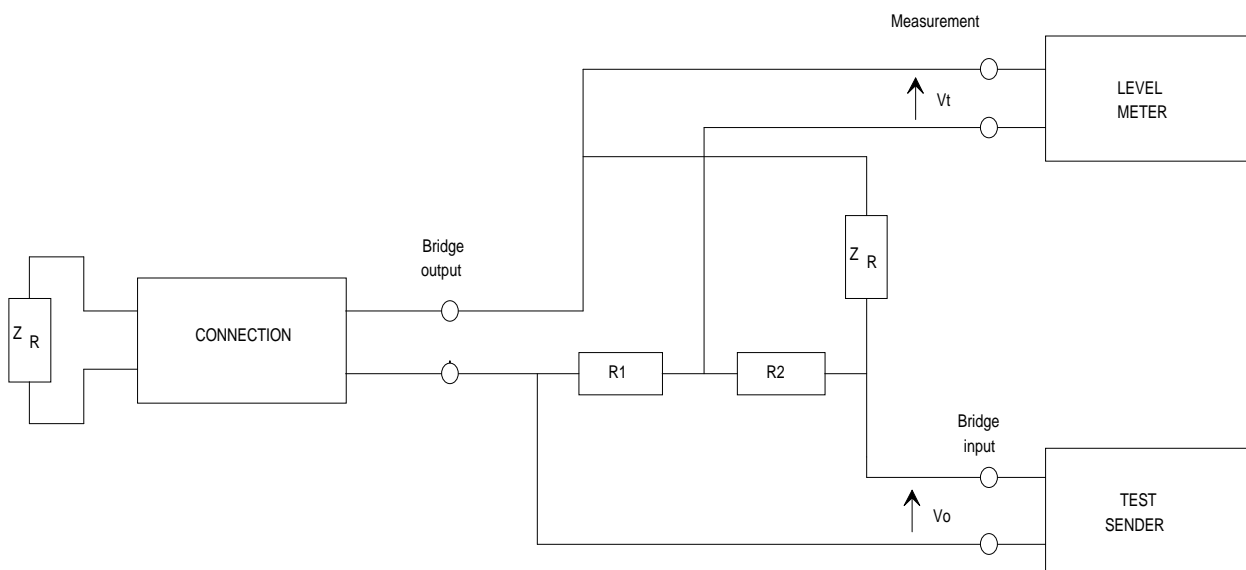 Measurement
LEVEL
METER
Vt
Z R
Bridge
output
Z R
CONNECTION
R1
R2
Bridge
input
TEST
SENDER
Vo